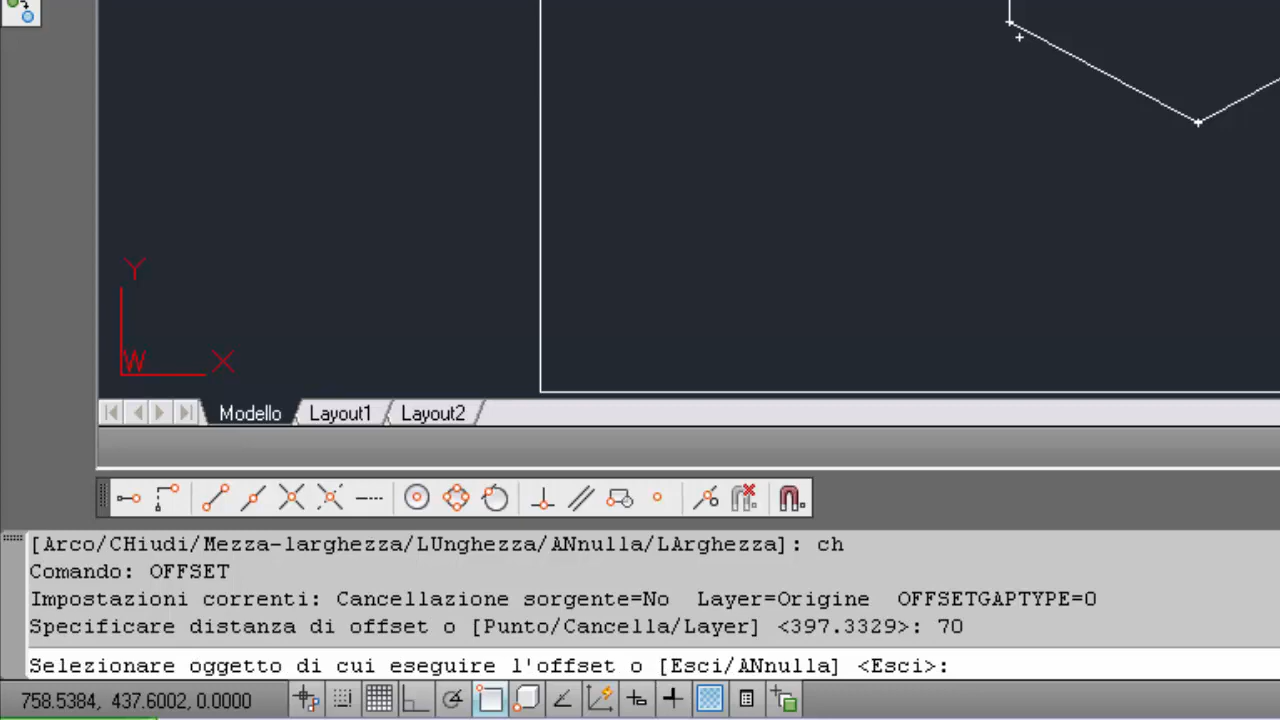 Y
W X
Modello Layout1 Layout2
[Arco/CHiudi/Mezza-larghezza/LUnghezza/ANnulla/LArghezza]: ch
Comando: OFFSET
Impostazioni correnti: Cancellazione sorgente=No Layer=Origine OFFSETGAPTYPE=0
Specificare distanza di offset o [Punto/Cancella/Layer] <397.3329>: 70
Selezionare oggetto di cui eseguire l'offset o [Esci/ANnulla] <Esci>:
758.5384, 437.6002, 0.0000